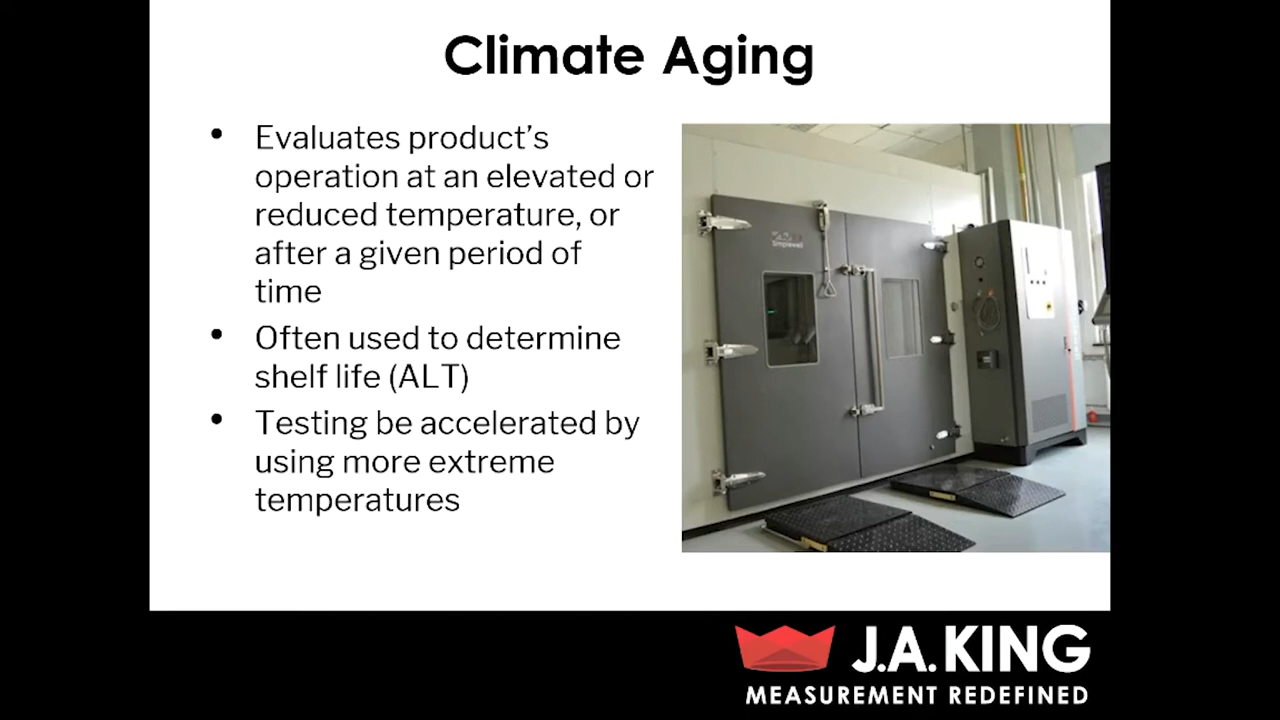 Climate Aging
• Evaluates product’s
operation at an elevated or
reduced temperature, or
after a given period of
time
• Often used to determine
shelf life (ALT)
• Testing be accelerated by
using more extreme
temperatures
J.A. KING
MEASUREMENT REDEFINED